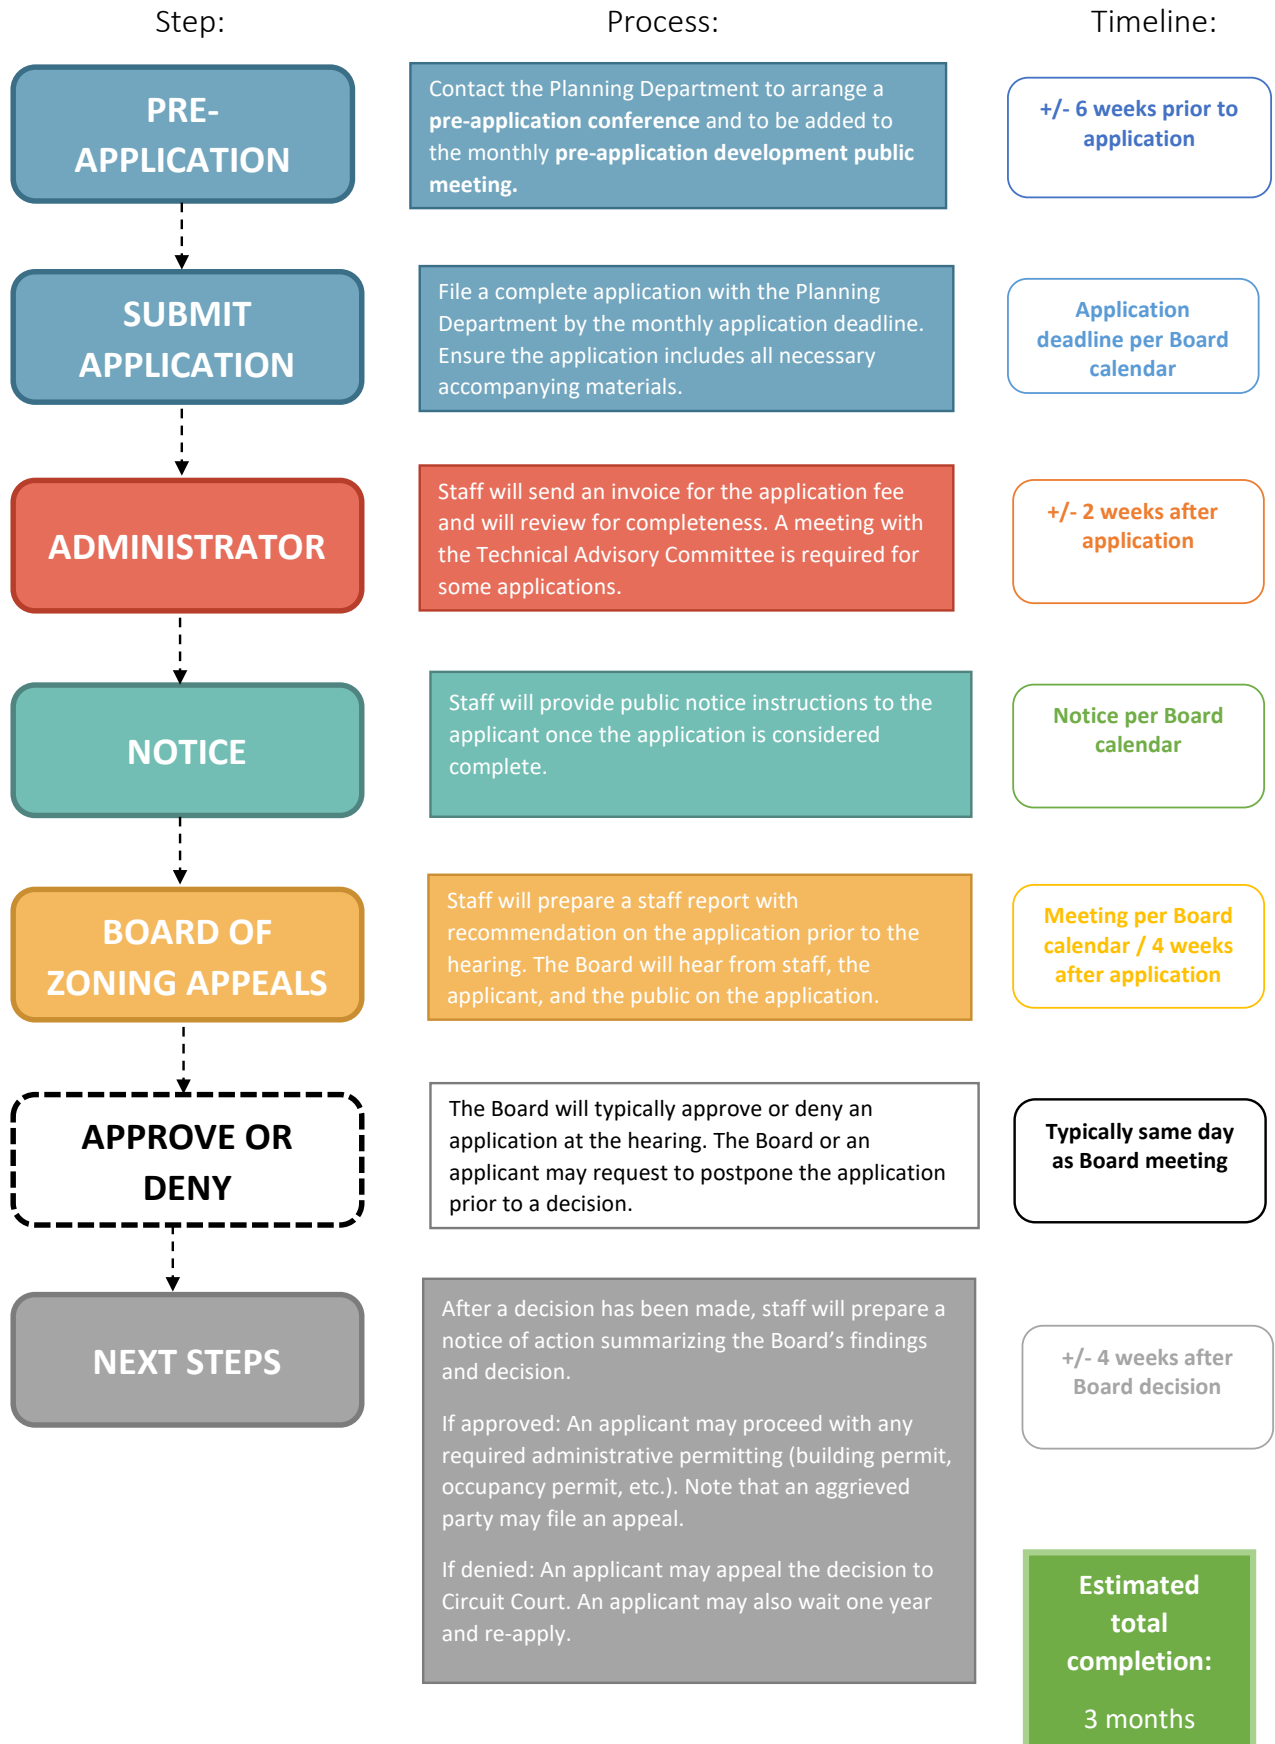 Step:
Process:
Timeline:
PRE-
APPLICATION
Contact the Planning Department to arrange a
pre-application conference and to be added to
the monthly pre-application development public
meeting.
+/- 6 weeks prior to
application
SUBMIT
APPLICATION
File a complete application with the Planning
Department by the monthly application deadline.
Ensure the application includes all necessary
accompanying materials.
Application
deadline per Board
calendar
ADMINISTRATOR
Staff will send an invoice for the application fee
and will review for completeness. A meeting with
the Technical Advisory Committee is required for
some applications.
+/- 2 weeks after
application
NOTICE
Staff will provide public notice instructions to the
applicant once the application is considered
complete.
Notice per Board
calendar
BOARD OF
ZONING APPEALS
Staff will prepare a staff report with
recommendation on the application prior to the
hearing. The Board will hear from staff, the
applicant, and the public on the application.
Meeting per Board
calendar / 4 weeks
after application
APPROVE OR
DENY
The Board will typically approve or deny an
application at the hearing. The Board or an
applicant may request to postpone the application
prior to a decision.
Typically same day
as Board meeting
NEXT STEPS
After a decision has been made, staff will prepare a
notice of action summarizing the Board’s findings
and decision.
If approved: An applicant may proceed with any
required administrative permitting (building permit,
occupancy permit, etc.). Note that an aggrieved
party may file an appeal.
If denied: An applicant may appeal the decision to
Circuit Court. An applicant may also wait one year
and re-apply.
+/- 4 weeks after
Board decision
Estimated
total
completion:
3 months